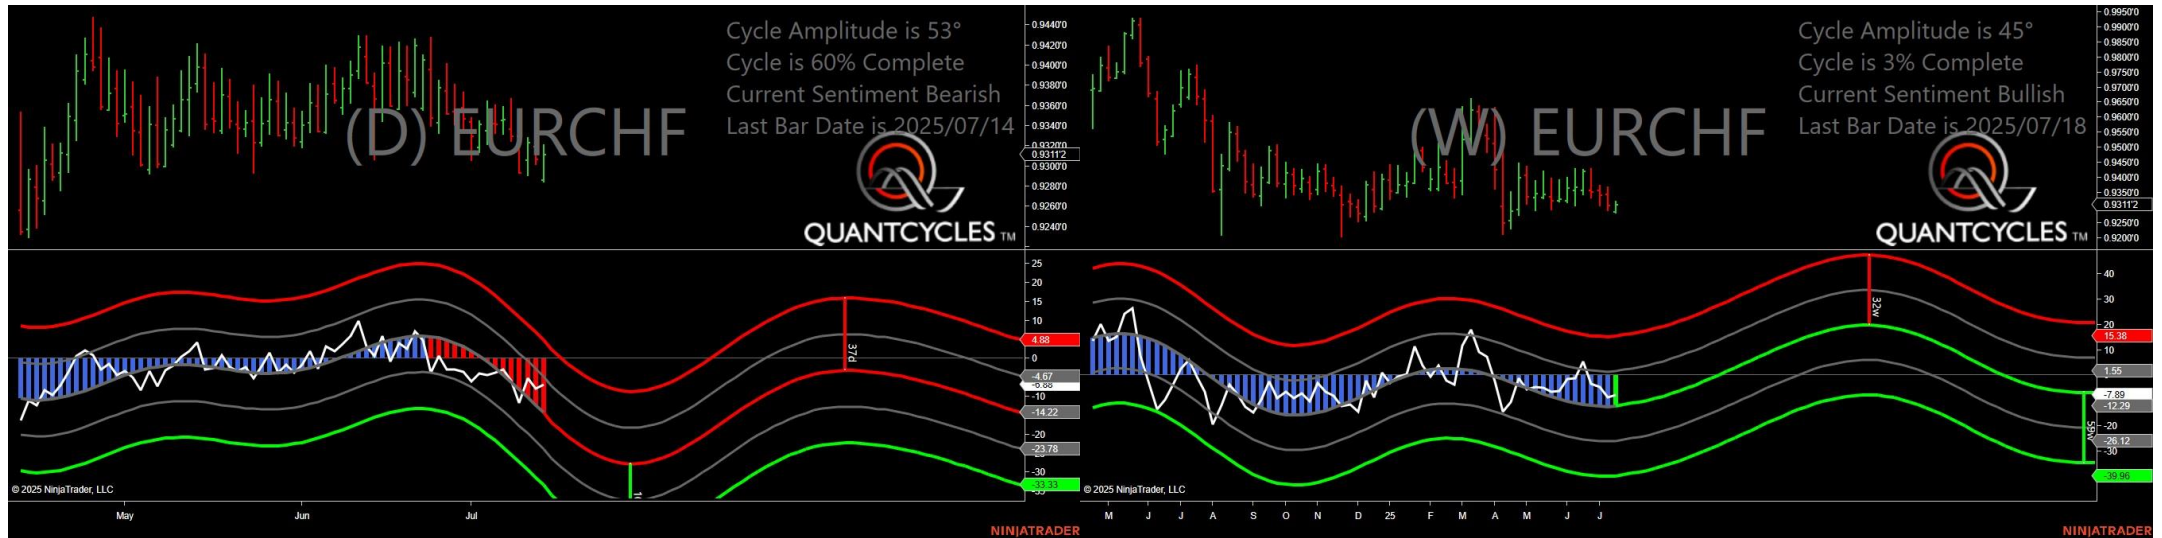 Cycle Amplitude is 53°
Cycle is 60% Complete
Current Sentiment Bearish
Last Bar Date is 2025/07/14
(D) EURCHF
QUANTCYCLES TM
0.9440'0
0.9420'0
0.9400'0
0.9380'0
0.9360'0
0.9340'0
0.9320'0
0.9311'2
0.9300'0
0.9280'0
0.9260'0
0.9240'0
25
20
15
10
4.88
0
-4.67
-6.88
-10
-14.22
-20
-23.78
-30
-33.33
37d
© 2025 NinjaTrader, LLC
May
Jun
Jul
NINJATRADER
Cycle Amplitude is 45°
Cycle is 3% Complete
Current Sentiment Bullish
Last Bar Date is 2025/07/18
(W) EURCHF
QUANTCYCLES TM
0.9950'0
0.9900'0
0.9850'0
0.9800'0
0.9750'0
0.9700'0
0.9650'0
0.9600'0
0.9550'0
0.9500'0
0.9450'0
0.9400'0
0.9350'0
0.9311'2
0.9250'0
0.9200'0
40
30
20
15.38
10
1.55
-7.89
-12.29
-20
-26.12
-30
-39.96
32w
59w
© 2025 NinjaTrader, LLC
M
J
J
A
S
O
N
D
25
F
M
A
M
J
J
NINJATRADER